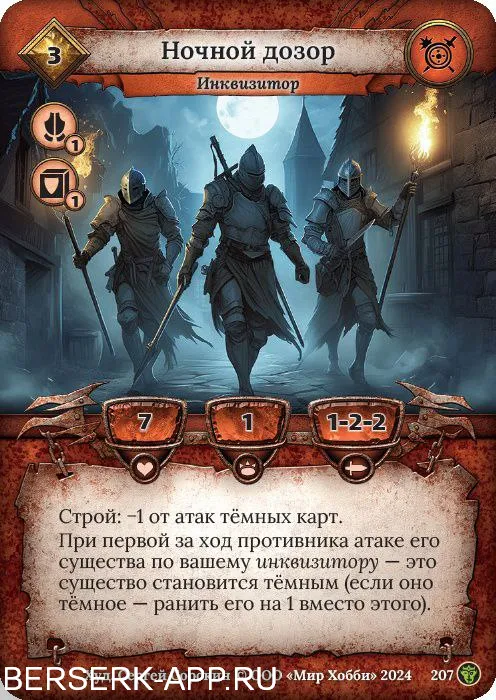 3
Ночной дозор
Инквизитор
1
1
7
1
1-2-2
Строй: −1 от атак тёмных карт.
При первой за ход противника атаке его
существа по вашему инквизитору — это
существо становится тёмным (если оно
тёмное — ранить его на 1 вместо этого).
«Мир Хобби» 2024
207
BERSERK-APP.RU